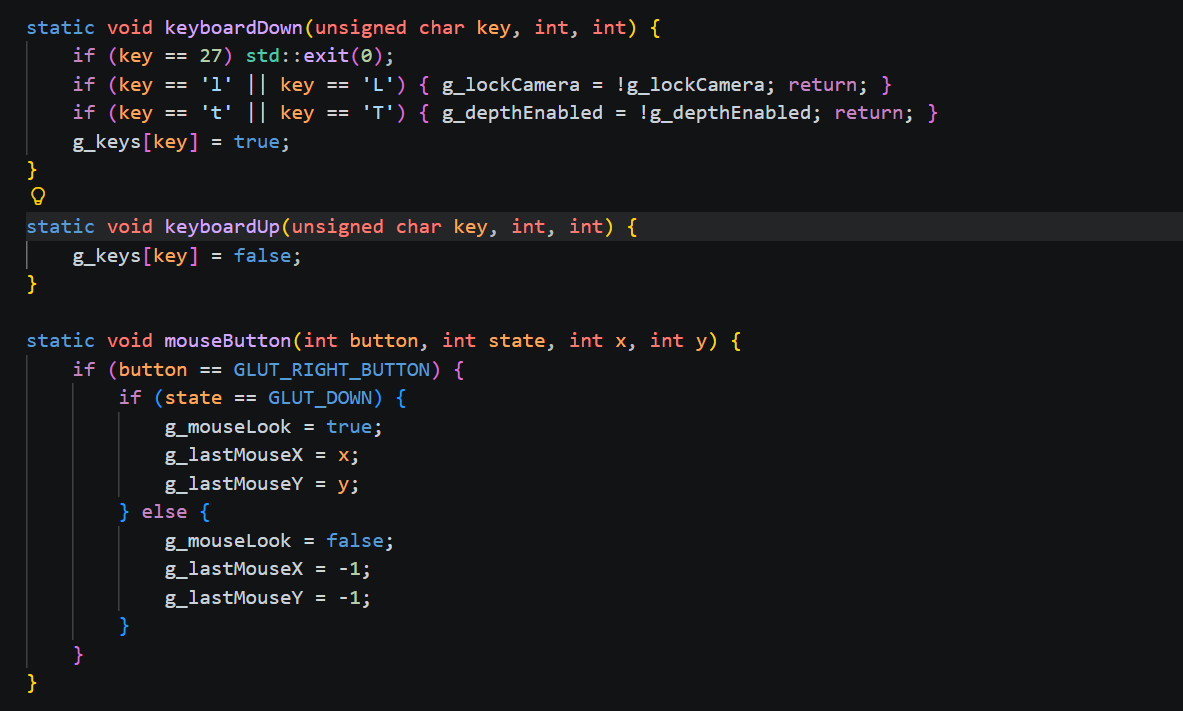 static void keyboardDown(unsigned char key, int, int) {
    if (key == 27) std::exit(0);
    if (key == 'l' || key == 'L') { g_lockCamera = !g_lockCamera; return; }
    if (key == 't' || key == 'T') { g_depthEnabled = !g_depthEnabled; return; }
    g_keys[key] = true;
}
static void keyboardUp(unsigned char key, int, int) {
    g_keys[key] = false;
}
static void mouseButton(int button, int state, int x, int y) {
    if (button == GLUT_RIGHT_BUTTON) {
        if (state == GLUT_DOWN) {
            g_mouseLook = true;
            g_lastMouseX = x;
            g_lastMouseY = y;
        } else {
            g_mouseLook = false;
            g_lastMouseX = -1;
            g_lastMouseY = -1;
        }
    }
}